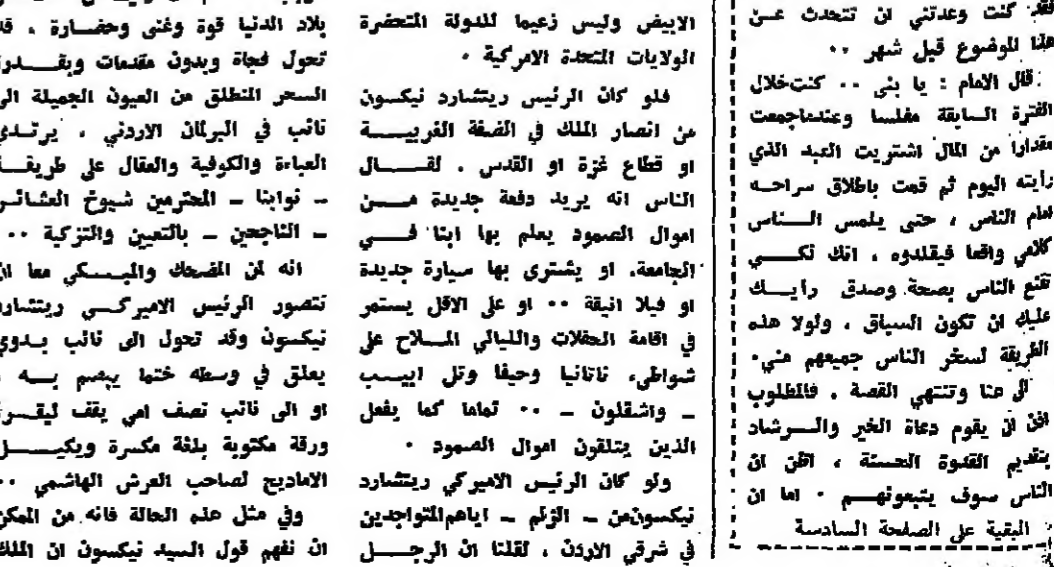 فقد كنت وعدتني ان تتحدث عن
هذا الموضوع قبل شهر ..
قال الامام : يا بني .. كنت خلال
الفترة السابقة مفلسا وعندما جمعت
مقدارا من المال اشتريت العبد الذي
رأيته اليوم ثم قمت باطلاق سراحه
امام الناس ، حتى يلمس الناس
كلامي واقعا فيقلدوه ، انك لكي
تقنع الناس بصحة وصدق رأيك
عليك ان تكون السباق ، ولولا هذه
الطريقة لسخر الناس جميعهم مني .
الى هنا وتنتهي القصة . فالمطلوب
اذن ان يقوم دعاة الخير والرشاد
بتقديم القدوة الحسنة ، اظن ان
الناس سوف يتبعونهم . اما ان
البقية على الصفحة السادسة
الابيض وليس زعيما للدولة المتحضرة
الولايات المتحدة الامركية .
فلو كان الرئيس ريتشارد نيكسون
من انصار الملك في الضفة الغربية
او قطاع غزة او القدس . لقال
الناس انه يريد دفعة جديدة من
اموال الصمود يعلم بها ابنا في
الجامعة. او يشتري بها سيارة جديدة
او فيلا انيقة .. او على الاقل يستمر
في اقامة الحفلات والليالي الملاح على
شواطىء ناتانيا وحيفا وتل ابيب
ـ واشقلون ـ .. تماما كما يفعل
الذين يتلقون اموال الصمود .
ولو كان الرئيس الاميركي ريتشارد
نيكسون من ـ الزلم ـ اياهم المتواجدين
في شرقي الاردن ، لقلنا ان الرجل
بلاد الدنيا قوة وغنى وحضارة ، قد
تحول فجاة وبدون مقدمات وبقدرة
السحر المنطلق من العيون الجميلة الى
نائب في البرلمان الاردني ، يرتدي
العباءة والكوفية والعقال على طريقة
ـ نوابنا ـ المحترمين شيوخ العشائر
ـ الناجحين ـ بالتعيين والتزكية ..
انه لمن المضحك والمبكي معا ان
نتصور الرئيس الاميركي ريتشارد
نيكسون وقد تحول الى نائب بدوي
يعلق في وسطه ختما يبصم به ،
او الى نائب نصف امي يقف ليقرأ
ورقة مكتوبة بلغة مكسرة ويكيل
الاماديح لصاحب العرش الهاشمي ..
وفي مثل هذه الحالة فانه من الممكن
ان نفهم قول السيد نيكسون ان الملك